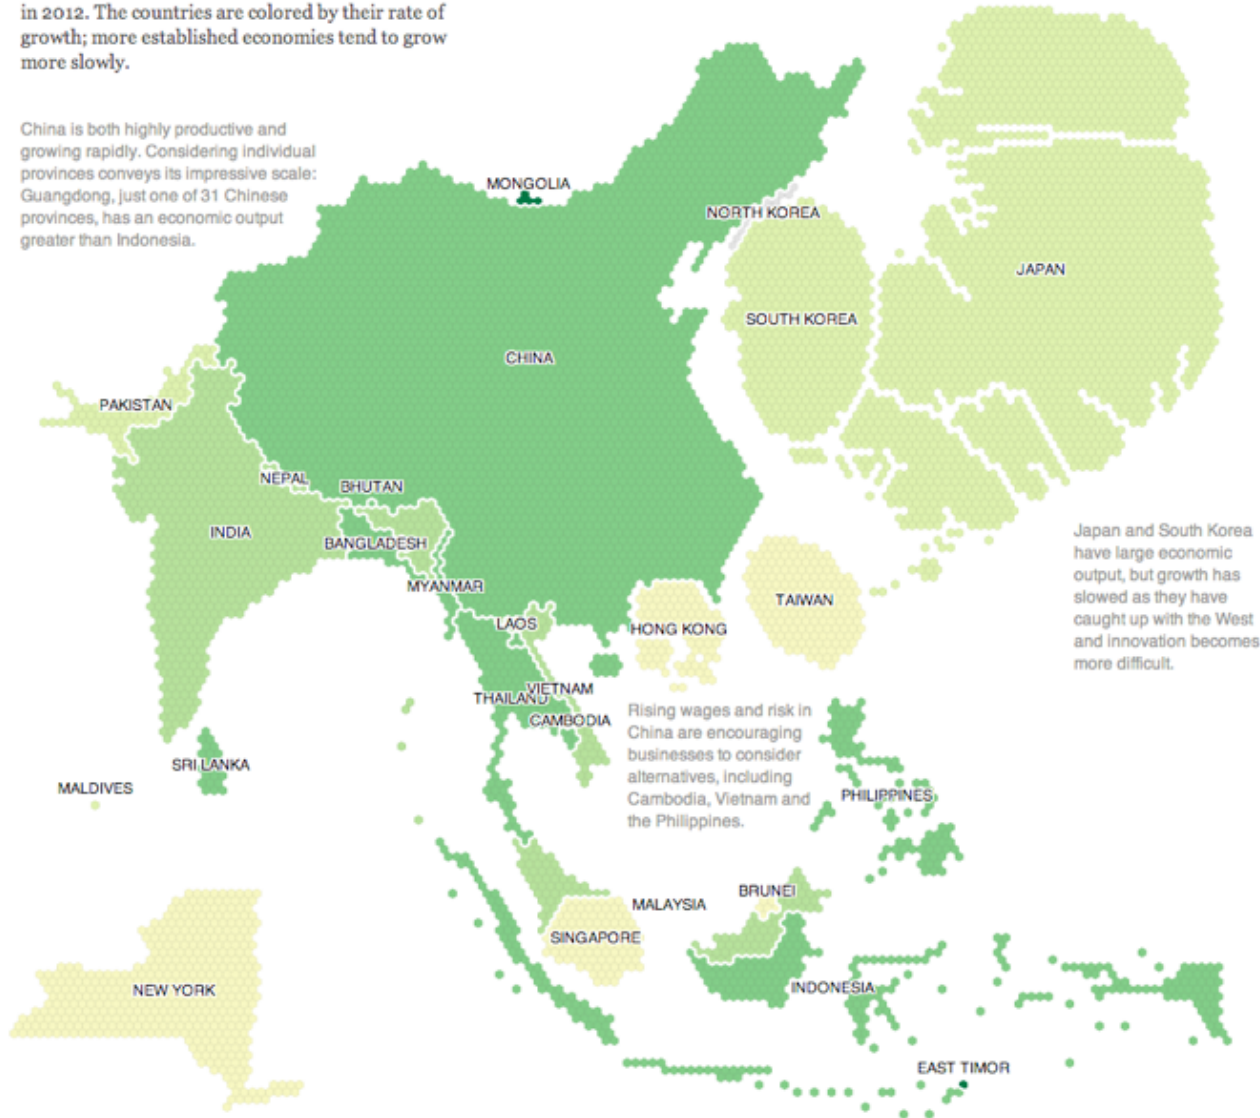 in 2012. The countries are colored by their rate of
growth; more established economies tend to grow
more slowly.
China is both highly productive and
growing rapidly. Considering individual
provinces conveys its impressive scale:
Guangdong, just one of 31 Chinese
provinces, has an economic output
greater than Indonesia.
MONGOLIA
NORTH KOREA
JAPAN
SOUTH KOREA
CHINA
PAKISTAN
NEPAL
BHUTAN
INDIA
BANGLADESH
Japan and South Korea
have large economic
output, but growth has
slowed as they have
caught up with the West
and innovation becomes
more difficult.
MYANMAR
TAIWAN
LAOS
HONG KONG
VIETNAM
THAILAND
CAMBODIA
Rising wages and risk in
China are encouraging
businesses to consider
alternatives, including
Cambodia, Vietnam and
the Philippines.
SRI LANKA
MALDIVES
PHILIPPINES
BRUNEI
MALAYSIA
SINGAPORE
NEW YORK
INDONESIA
EAST TIMOR